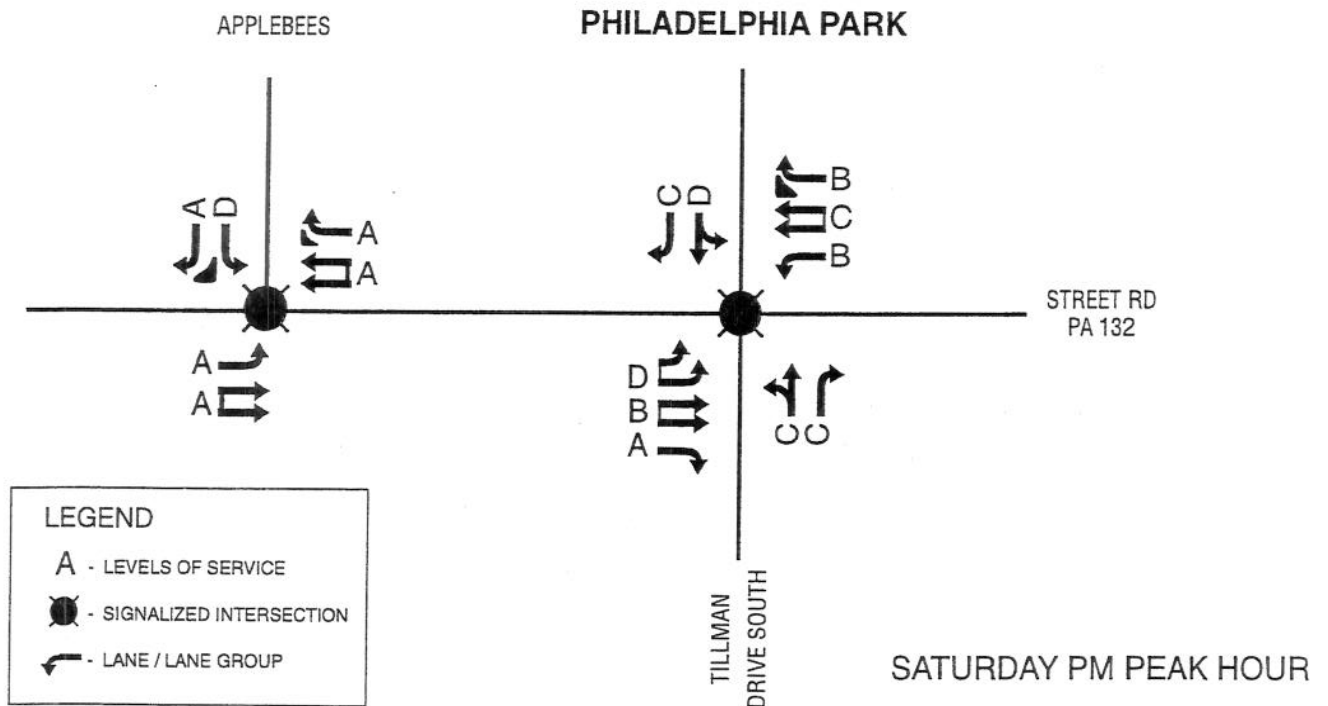 APPLEBEES
PHILADELPHIA PARK
A D
A
A
C D
B
C
B
STREET RD
PA 132
A
A
D
B
A
C C
LEGEND
A - LEVELS OF SERVICE
- SIGNALIZED INTERSECTION
- LANE / LANE GROUP
TILLMAN
DRIVE SOUTH
SATURDAY PM PEAK HOUR